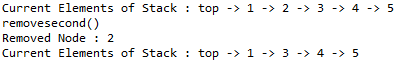 Current Elements of Stack : top -> 1 -> 2 -> 3 -> 4 -> 5
removesecond()
Removed Node : 2
Current Elements of Stack : top -> 1 -> 3 -> 4 -> 5